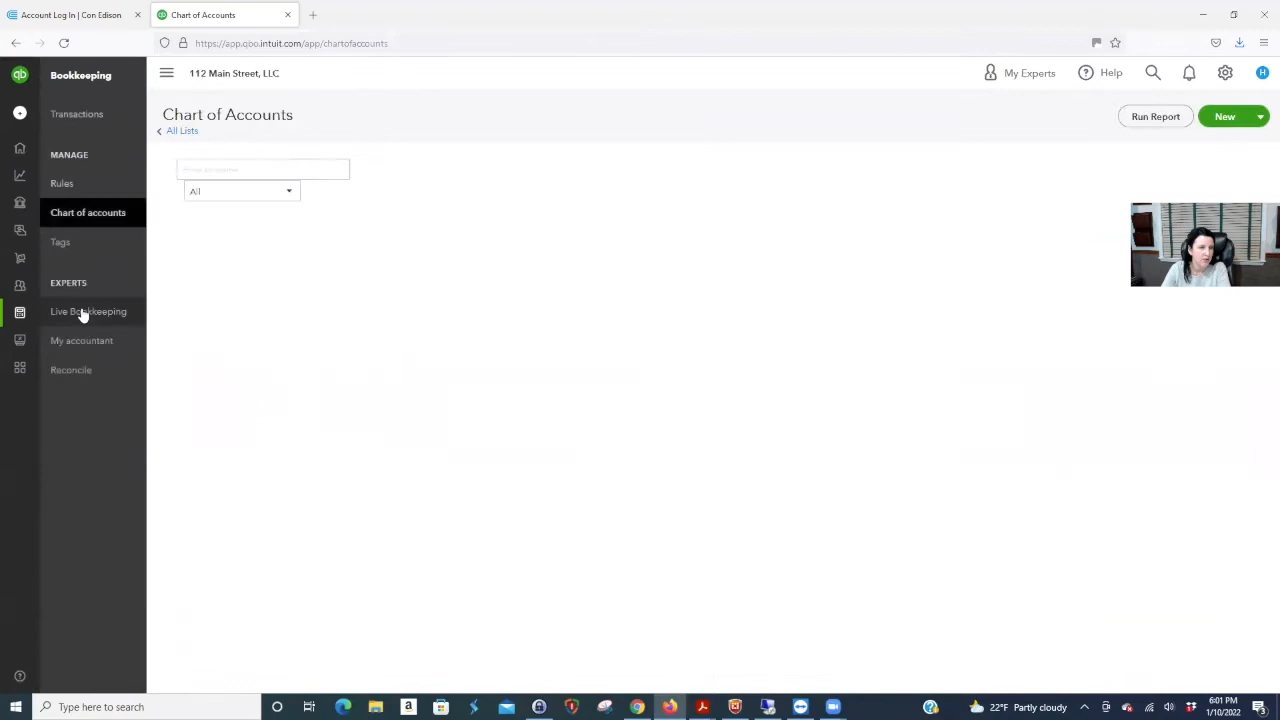 Account Log In | Con Edison
Chart of Accounts
https://app.qbo.intuit.com/app/chartofaccounts
qb
Bookkeeping
112 Main Street, LLC
My Experts
Help
H
Transactions
Chart of Accounts
All Lists
Run Report
New
MANAGE
Rules
All
Chart of accounts
Tags
EXPERTS
Live Bookkeeping
My accountant
Reconcile
Type here to search
22°F Partly cloudy
6:01 PM
1/10/2022